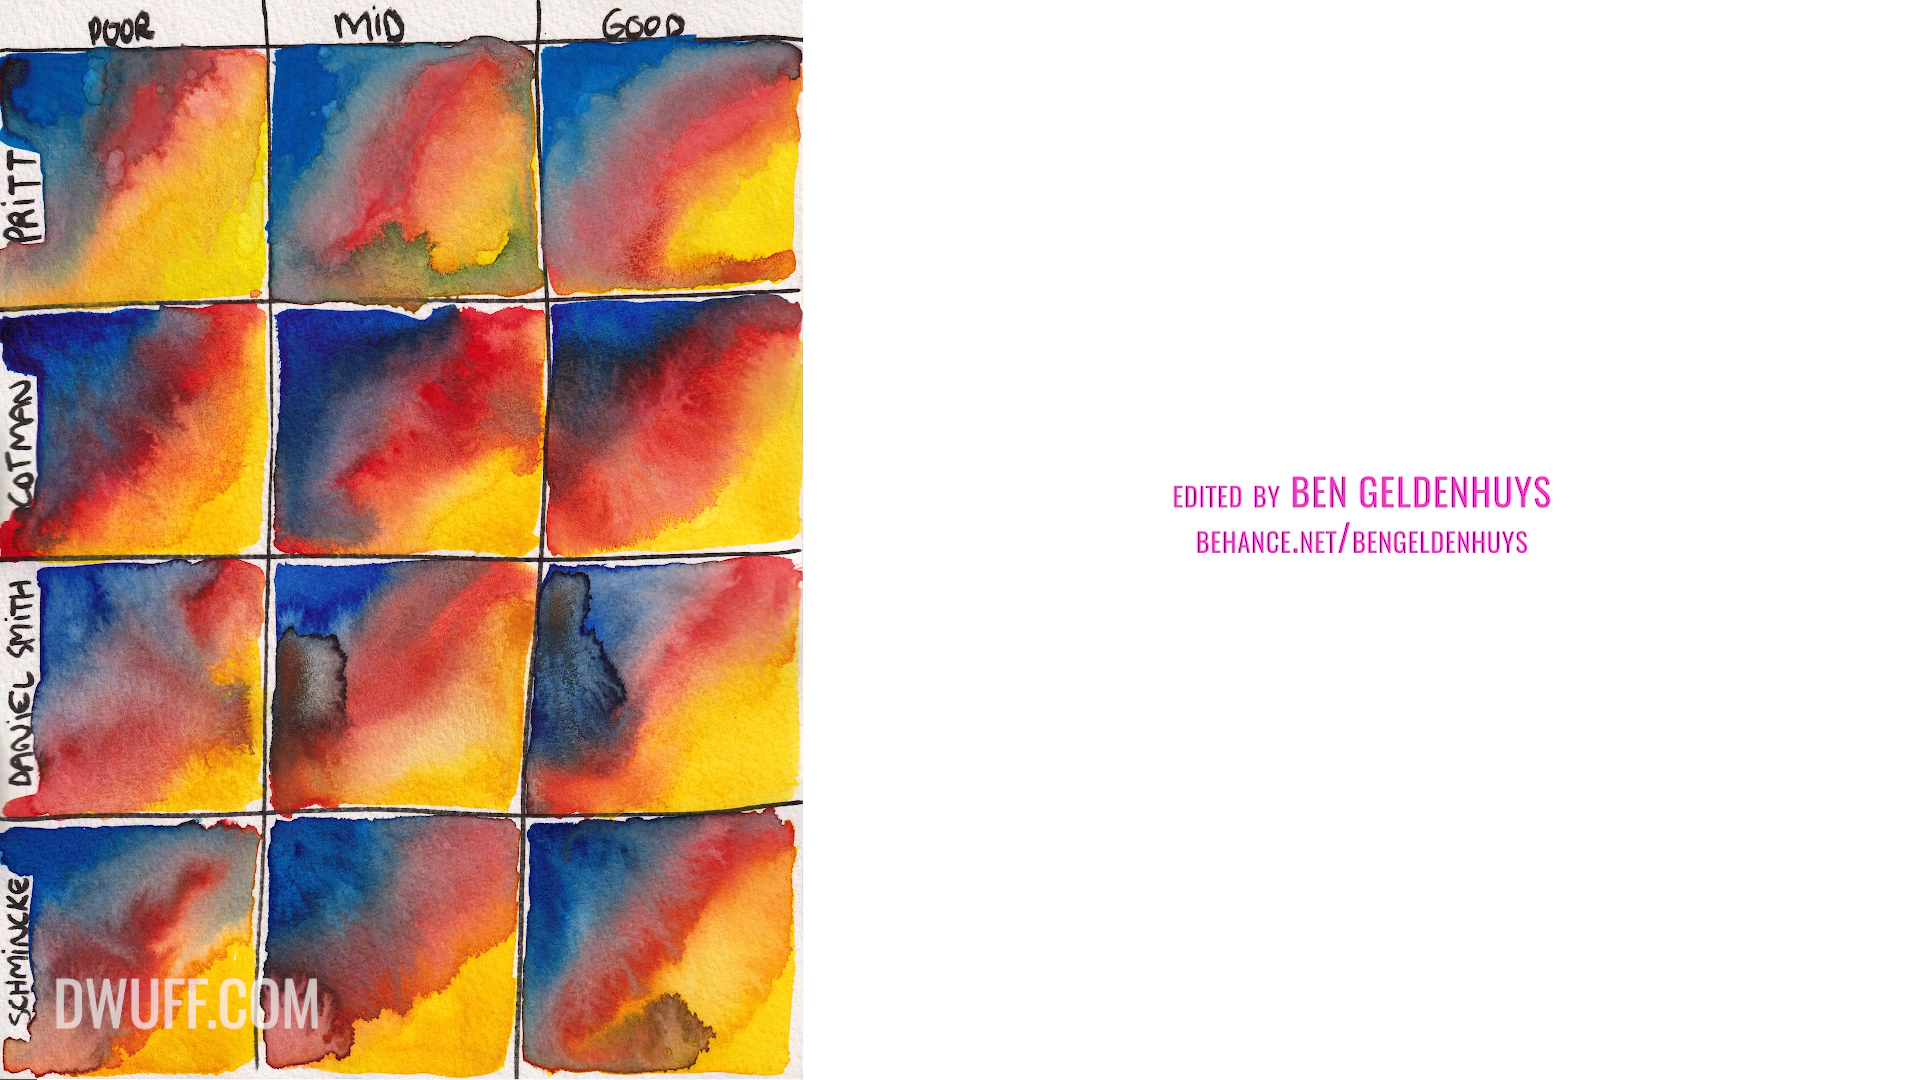 POOR MiD GOOD
PRiTT
COTMAN
DANiEL SMiTH
SCHMiNCKE
DWUFF.COM
EDITED BY BEN GELDENHUYS
BEHANCE.NET/BENGELDENHUYS